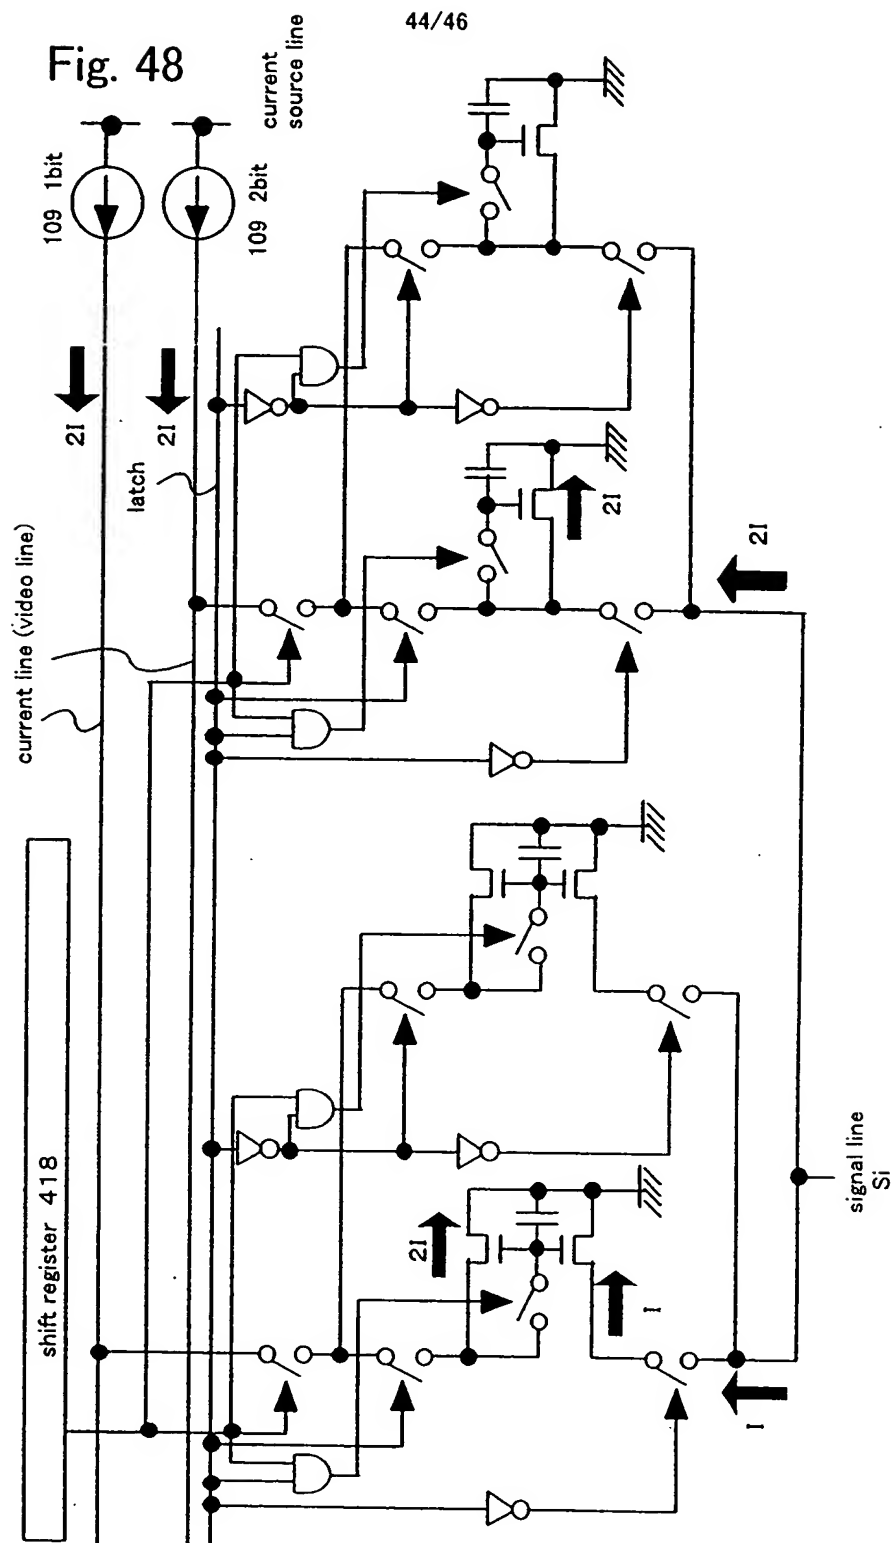 44/46
Fig. 48
current
source line
109 1bit
109 2bit
2I
2I
latch
current line (video line)
2I
2I
shift register 418
2I
I
I
signal line
Si